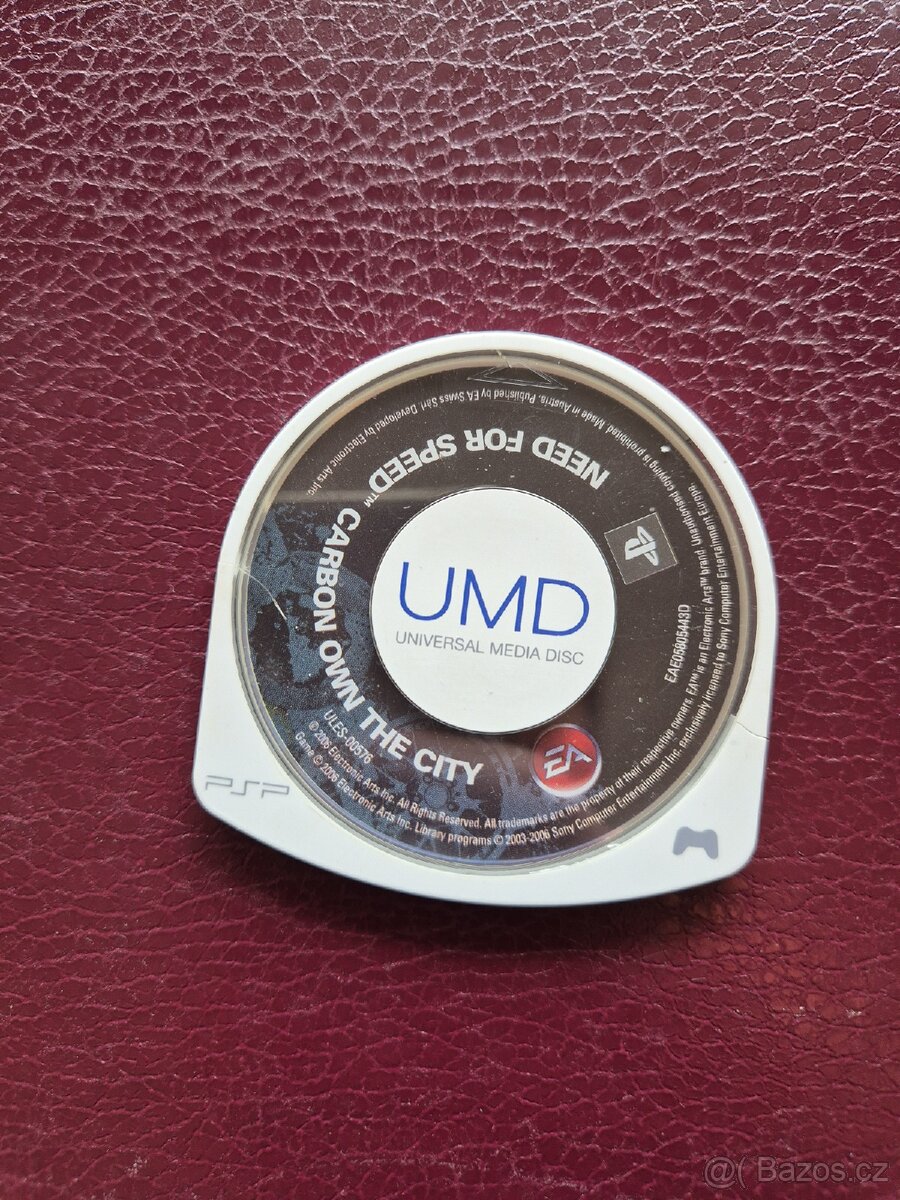 NEED FOR SPEED™ CARBON OWN THE CITY
UMD
UNIVERSAL MEDIA DISC
ULES-00576
© 2006 Electronic Arts Inc. All Rights Reserved. All trademarks are the property of their respective owners. EA™ is an Electronic Arts™ brand. Unauthorised copying is prohibited. Made in Austria. Published by EA Swiss Sàrl. Developed by Electronic Arts Inc.
Game © 2006 Electronic Arts Inc. Library programs © 2003-2006 Sony Computer Entertainment Inc. exclusively licensed to Sony Computer Entertainment Europe.
EAE05805443D
EA
PSP
@( Bazos.cz